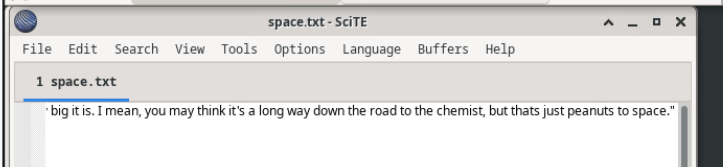 space.txt - SciTE
File Edit Search View Tools Options Language Buffers Help
1 space.txt
big it is. I mean, you may think it's a long way down the road to the chemist, but thats just peanuts to space."